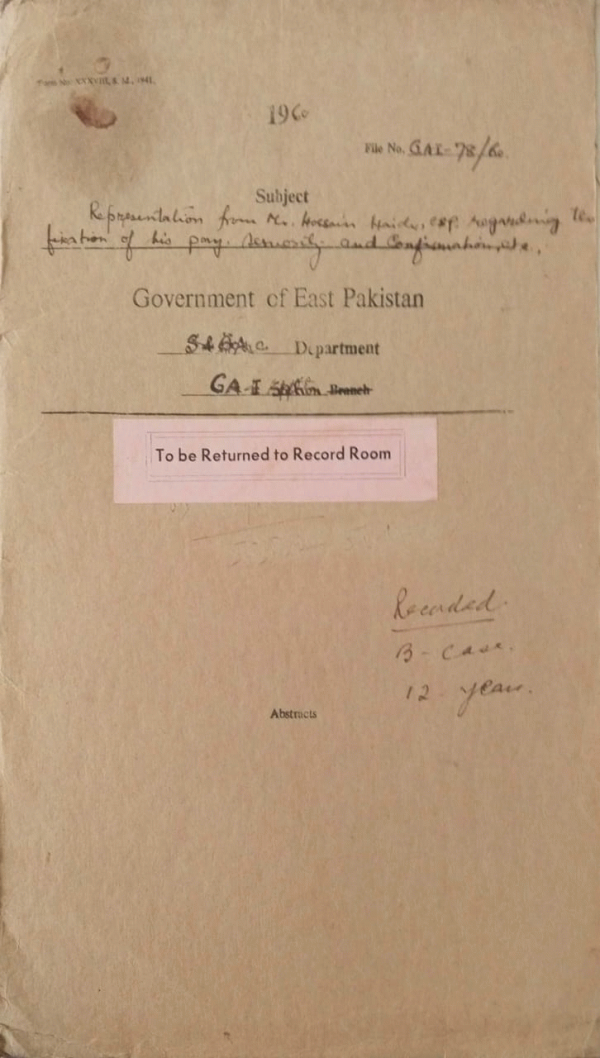 1960
File No. GAI-78/60.
Subject
Representation from Mr. Hossain Haider, CSP. regarding the
fixation of his pay, Seniority and Confirmation, etc.,
Government of East Pakistan
S&GA Department
GA-I Section Branch
To be Returned to Record Room
Recorded.
B- case.
12 years.
Abstracts